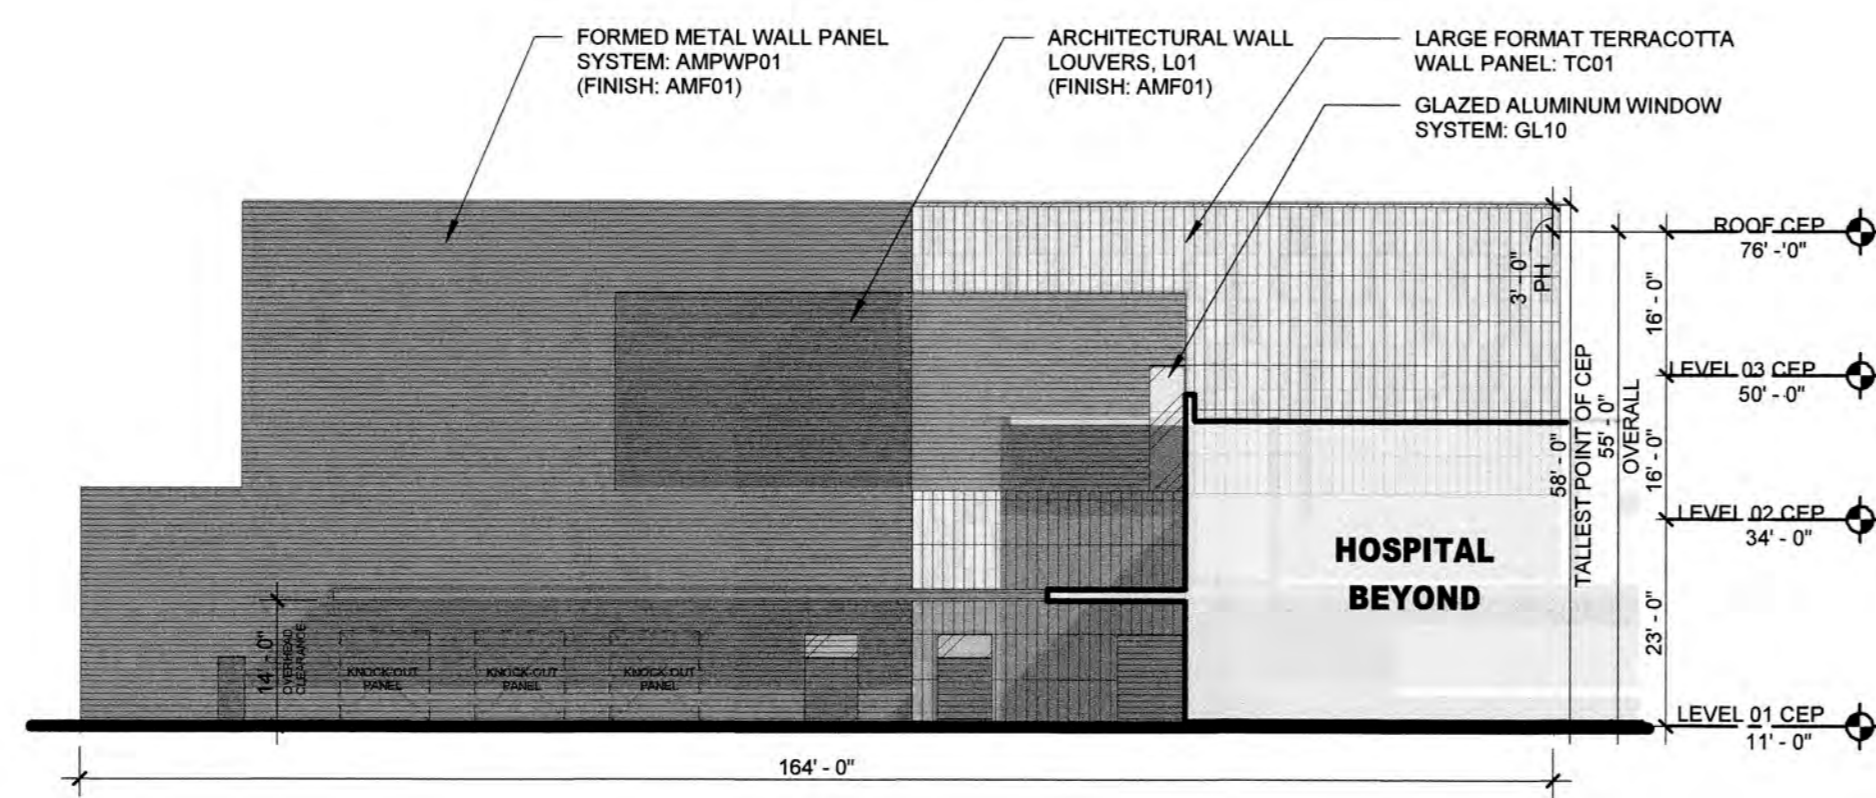 FORMED METAL WALL PANEL
SYSTEM: AMPWP01
(FINISH: AMF01)
ARCHITECTURAL WALL
LOUVERS, L01
(FINISH: AMF01)
LARGE FORMAT TERRACOTTA
WALL PANEL: TC01
GLAZED ALUMINUM WINDOW
SYSTEM: GL10
ROOF CEP
76' -'0"
3' - 0"
PH
16' - 0"
LEVEL 03 CEP
50' - 0"
58' - 0"
TALLEST POINT OF CEP
55' - 0"
OVERALL
16' - 0"
LEVEL 02 CEP
34' - 0"
HOSPITAL
BEYOND
23' - 0"
14' - 0"
OVERHEAD
CLEARANCE
KNOCK-OUT
PANEL
KNOCK-OUT
PANEL
KNOCK-OUT
PANEL
LEVEL 01 CEP
11' - 0"
164' - 0"